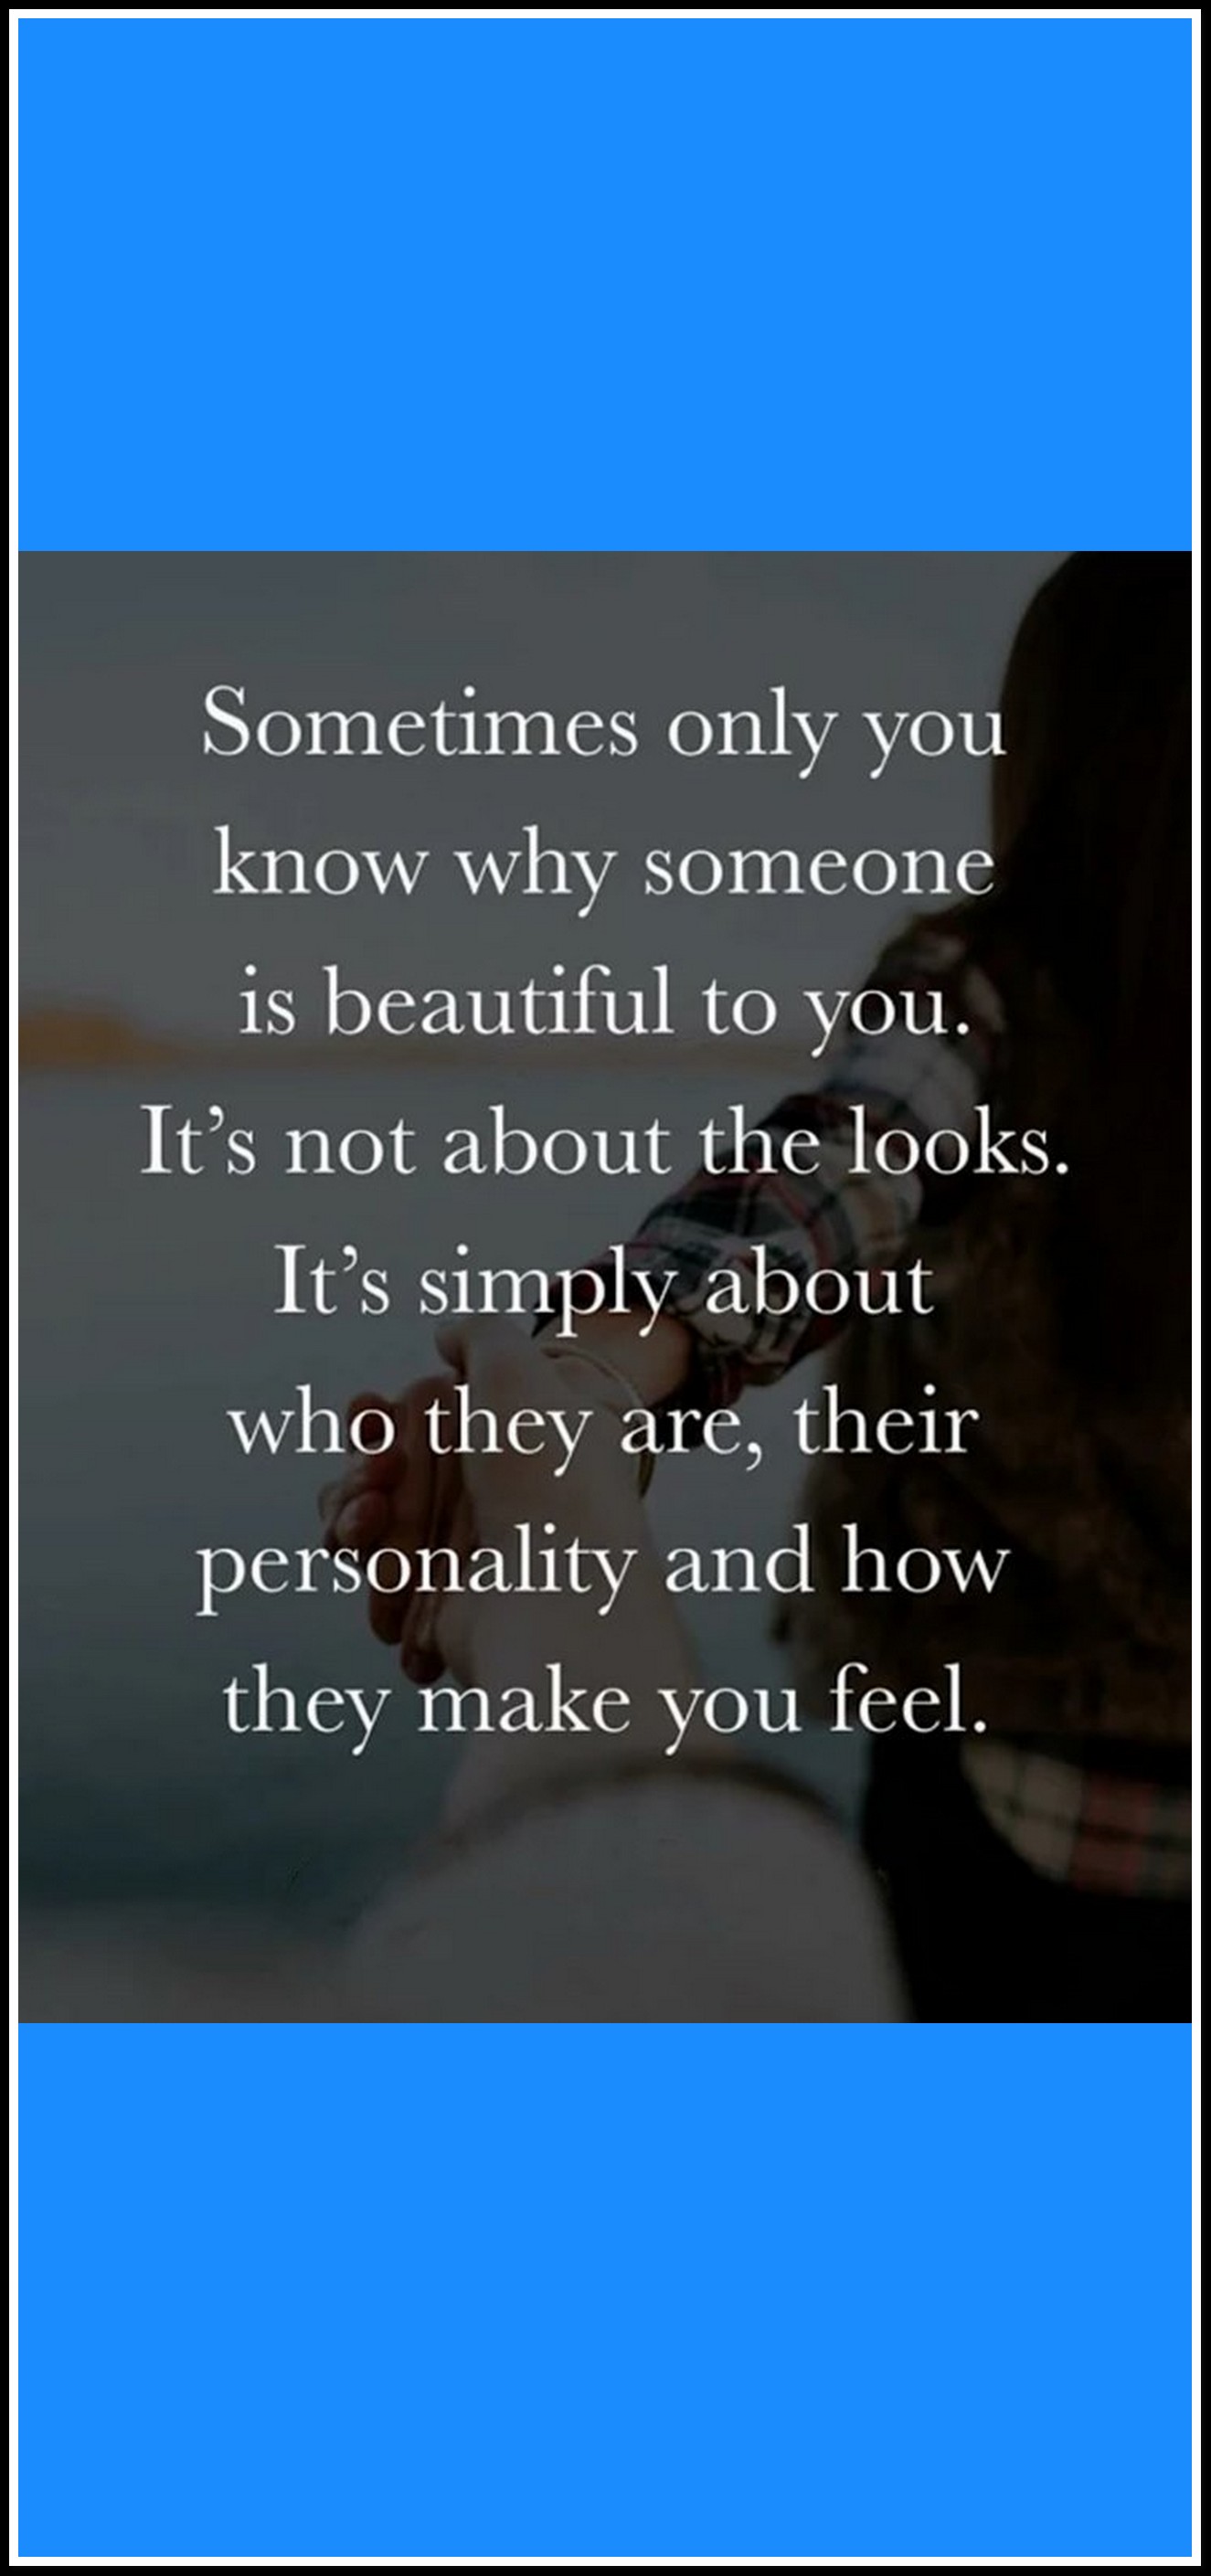 Sometimes only you
know why someone
is beautiful to you.
It’s not about the looks.
It’s simply about
who they are, their
personality and how
they make you feel.